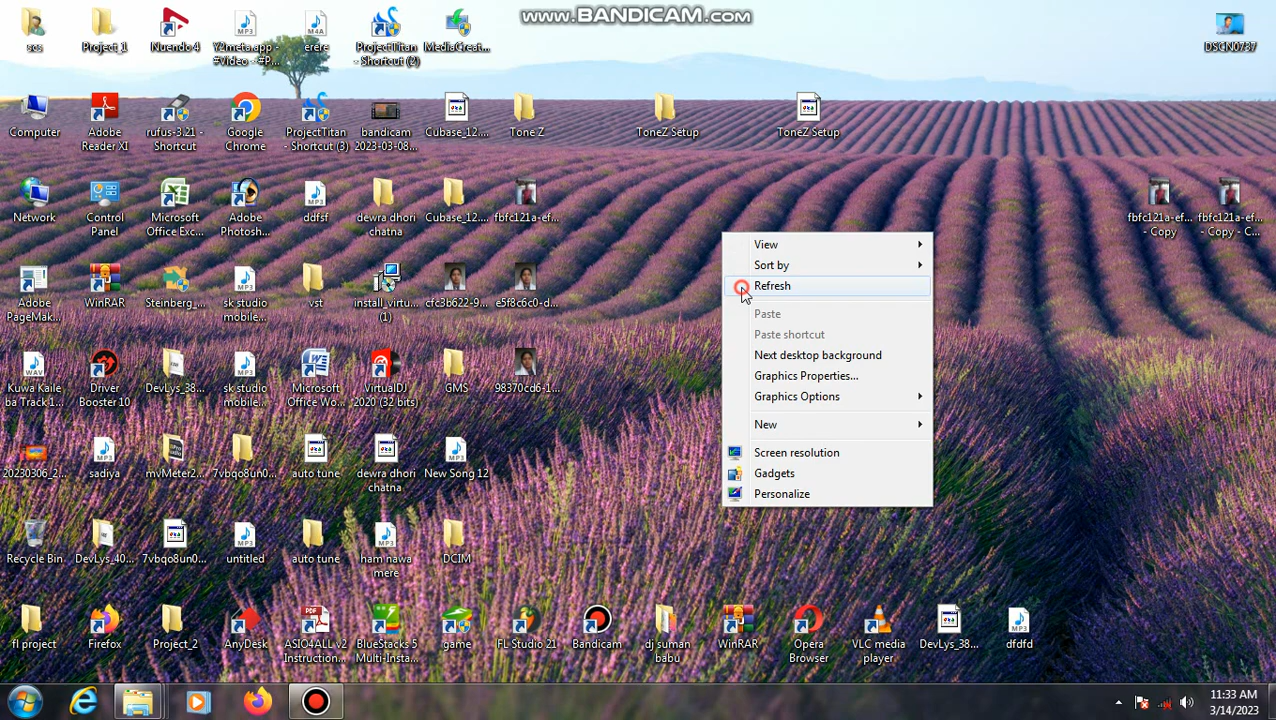 www.BANDICAM.com
scs
Project_1
Nuendo 4
Y2meta.app -
#Video - #P...
erere
ProjectTitan
- Shortcut (2)
MediaCreat...
DSCN0737
Computer
Adobe
Reader XI
rufus-3.21 -
Shortcut
Google
Chrome
ProjectTitan
- Shortcut (3)
bandicam
2023-03-08...
Cubase_12....
Tone Z
ToneZ Setup
ToneZ Setup
Network
Control
Panel
Microsoft
Office Exc...
Adobe
Photosh...
ddfsf
dewra dhori
chatna
Cubase_12....
fbfc121a-ef...
fbfc121a-ef...
- Copy
fbfc121a-ef...
- Copy - C...
Adobe
PageMak...
WinRAR
Steinberg_...
sk studio
mobile...
vst
install_virtu...
(1)
cfc3b622-9...
e5f8c6c0-d...
Kuwa Kaile
ba Track 1...
Driver
Booster 10
DevLys_38...
sk studio
mobile...
Microsoft
Office Wo...
VirtualDJ
2020 (32 bits)
GMS
98370cd6-1...
20230306_2...
sadiya
mvMeter2...
7vbqo8un0...
auto tune
dewra dhori
chatna
New Song 12
Recycle Bin
DevLys_40...
7vbqo8un0...
untitled
auto tune
ham nawa
mere
DCIM
fl project
Firefox
Project_2
AnyDesk
ASIO4ALL v2
Instruction...
BlueStacks 5
Multi-Insta...
game
FL Studio 21
Bandicam
dj suman
babu
WinRAR
Opera
Browser
VLC media
player
DevLys_38...
dfdfd
View
Sort by
Refresh
Paste
Paste shortcut
Next desktop background
Graphics Properties...
Graphics Options
New
Screen resolution
Gadgets
Personalize
11:33 AM
3/14/2023